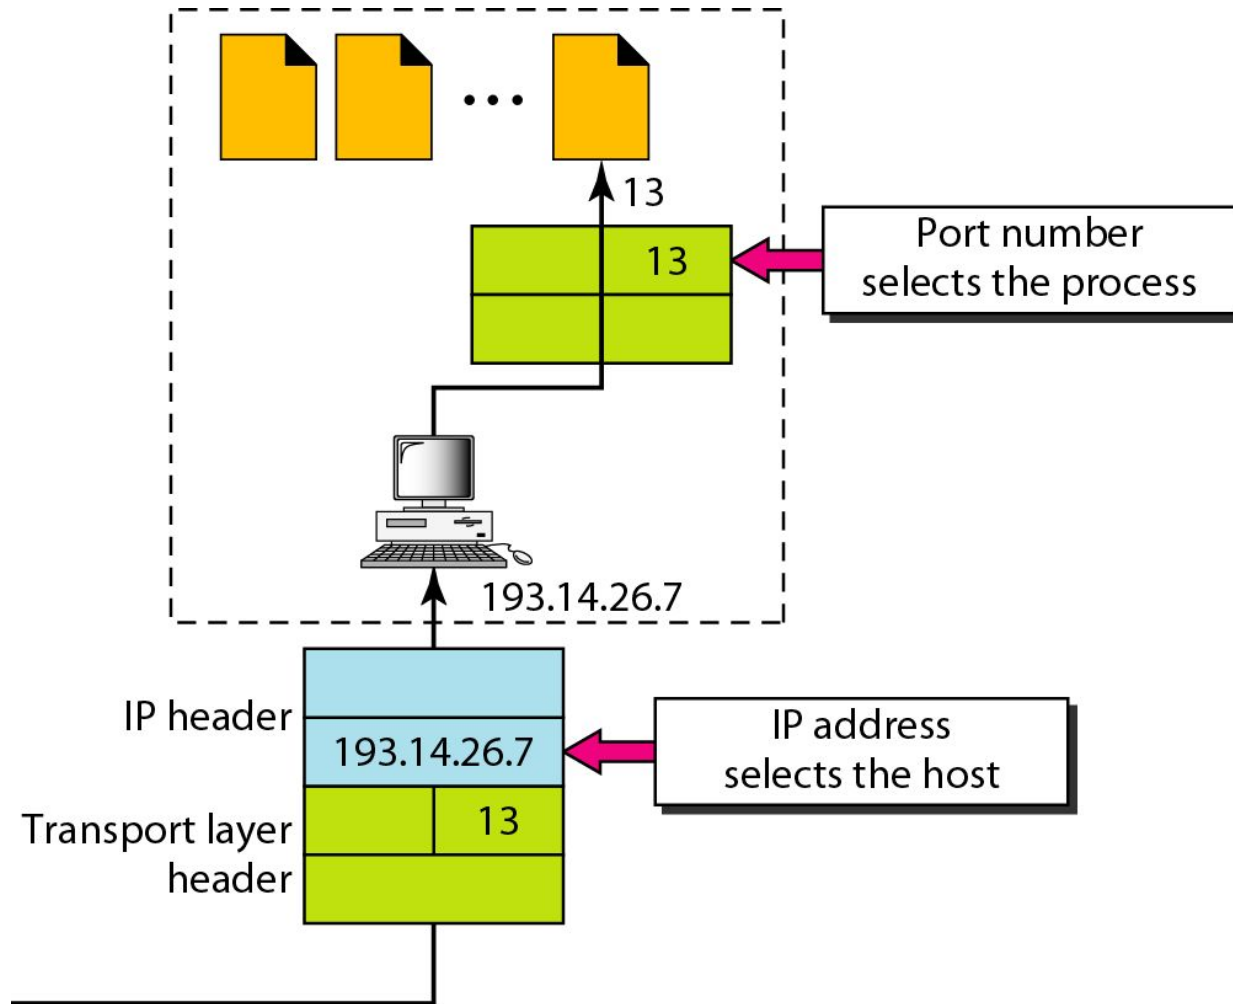 13
13
Port number
selects the process
193.14.26.7
IP header
193.14.26.7
IP address
selects the host
Transport layer
header
13